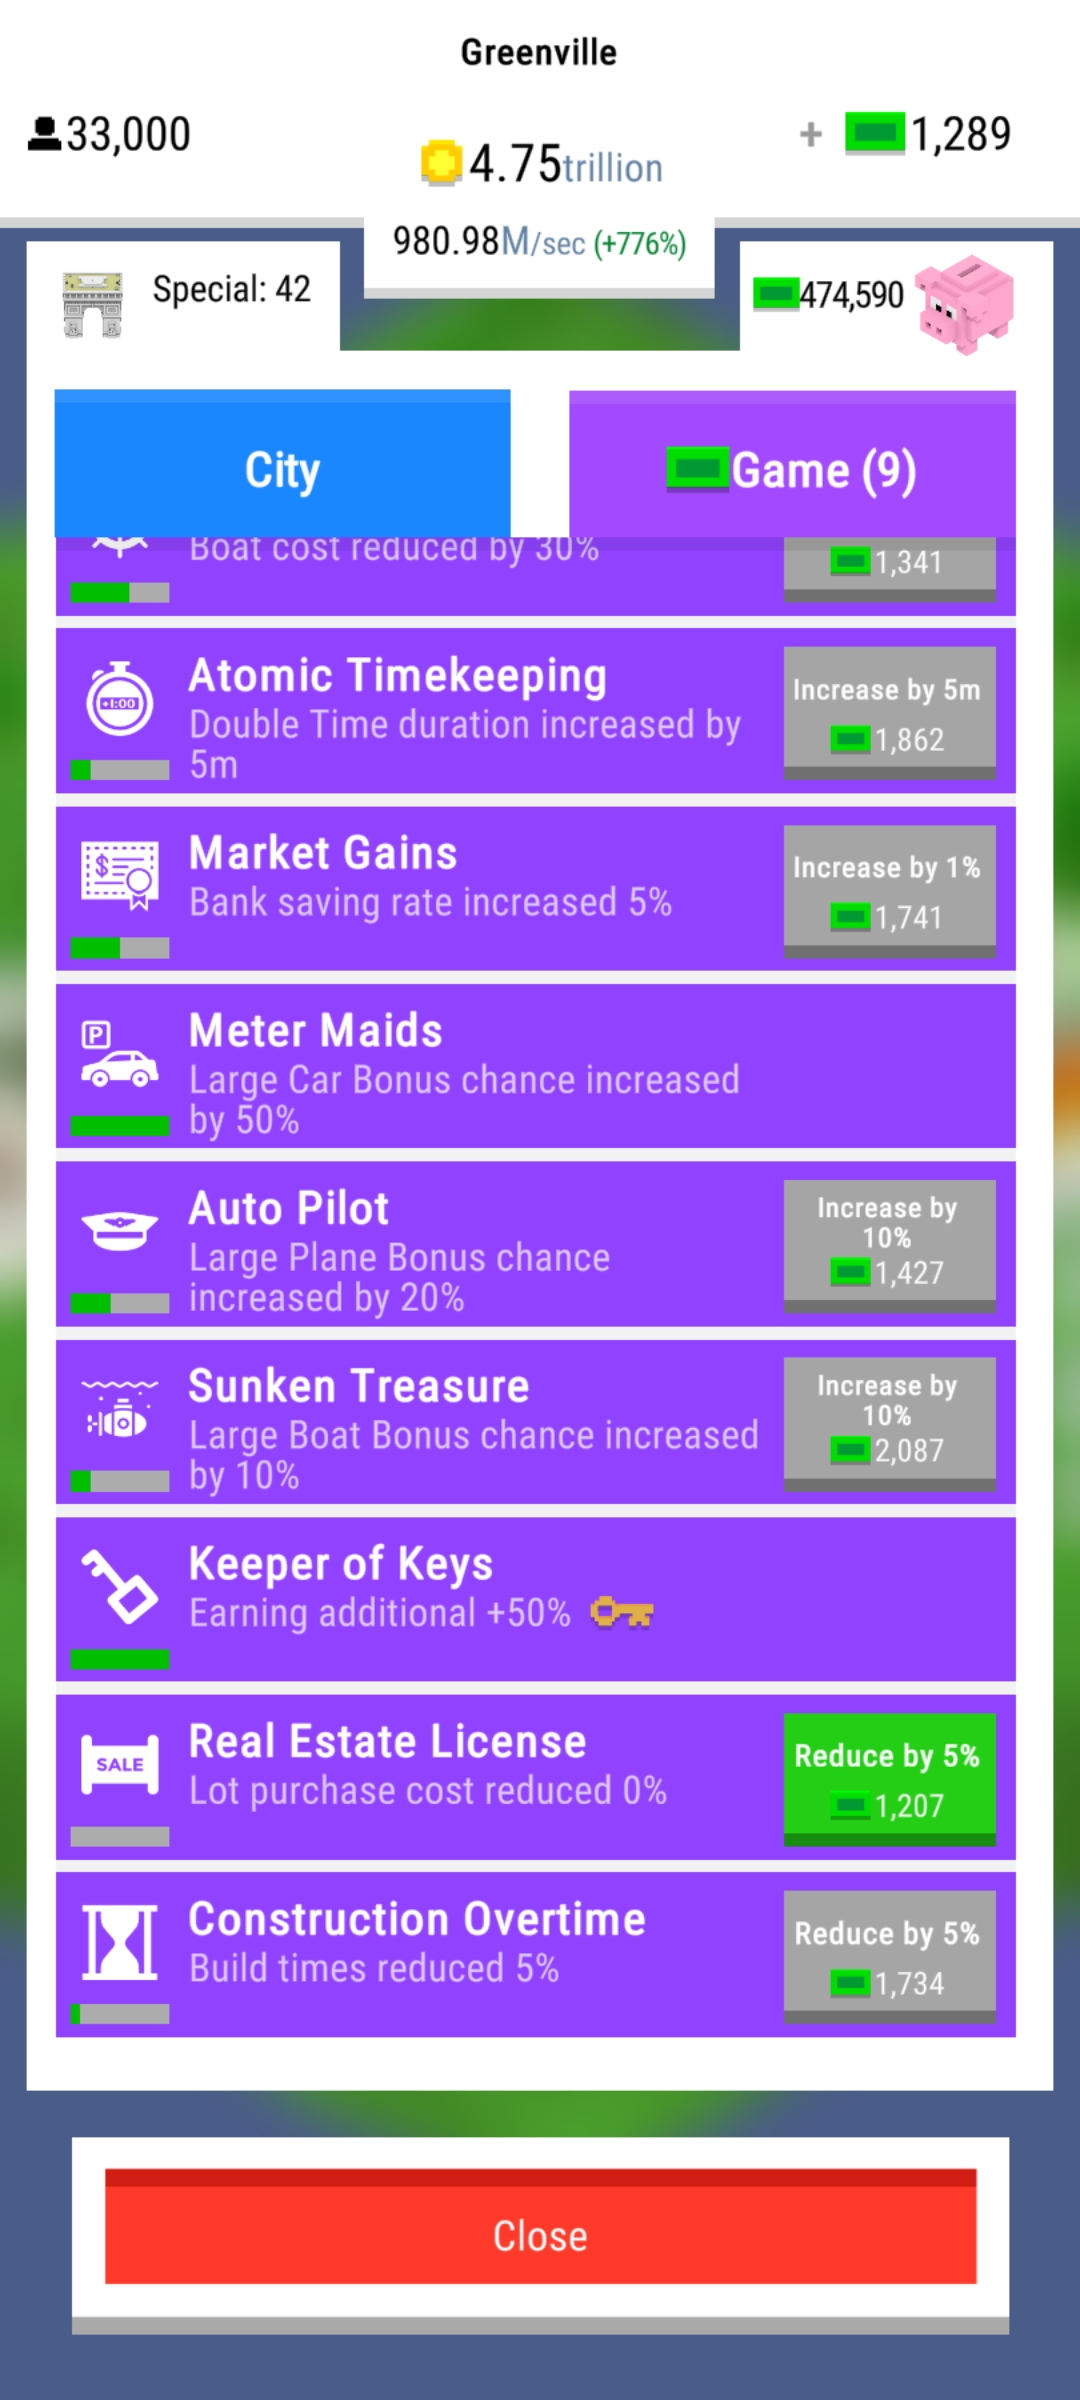 Greenville
33,000
4.75trillion
1,289
980.98M/sec (+776%)
Special: 42
474,590
City
Game (9)
Boat cost reduced by 30%
1,341
Atomic Timekeeping
Double Time duration increased by
5m
Increase by 5m
1,862
+1:00
Market Gains
Bank saving rate increased 5%
Increase by 1%
1,741
$
Meter Maids
Large Car Bonus chance increased
by 50%
P
Auto Pilot
Large Plane Bonus chance
increased by 20%
Increase by
10%
1,427
Sunken Treasure
Large Boat Bonus chance increased
by 10%
Increase by
10%
2,087
Keeper of Keys
Earning additional +50%
Real Estate License
Lot purchase cost reduced 0%
Reduce by 5%
1,207
SALE
Construction Overtime
Build times reduced 5%
Reduce by 5%
1,734
Close